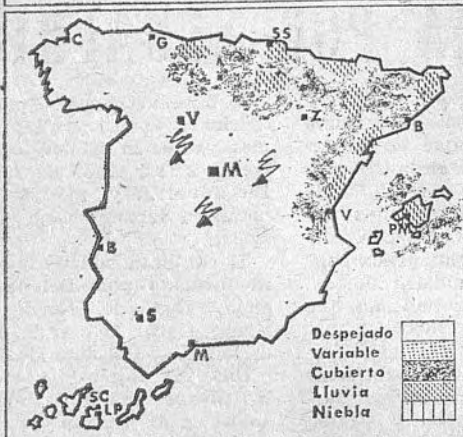 C
G
SS
V
Z
B
M
V
PM
B
S
M
SC
LP
Despejado
Variable
Cubierto
Lluvia
Niebla